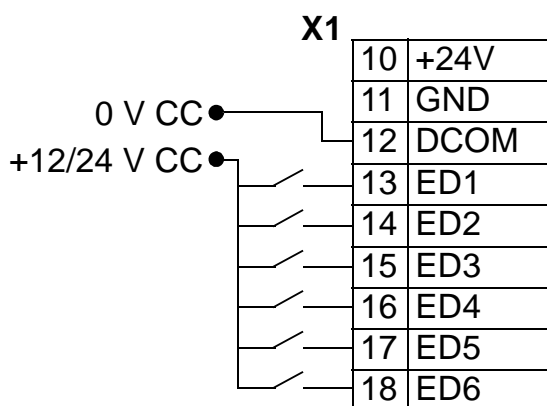 X1
10 +24V
11 GND
0 V CC
12 DCOM
+12/24 V CC
13 ED1
14 ED2
15 ED3
16 ED4
17 ED5
18 ED6